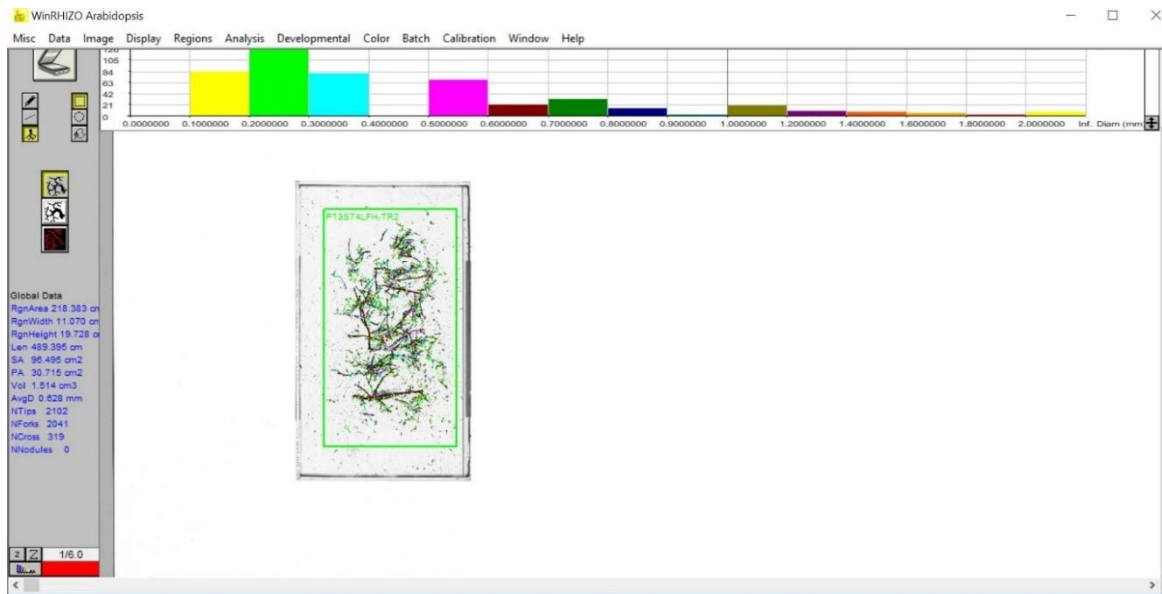 WinRHIZO Arabidopsis
Misc Data Image Display Regions Analysis Developmental Color Batch Calibration Window Help
126
105
84
63
42
21
0
0.0000000 0.1000000 0.2000000 0.3000000 0.4000000 0.5000000 0.6000000 0.7000000 0.8000000 0.9000000 1.0000000 1.2000000 1.4000000 1.6000000 1.8000000 2.0000000 Inf. Diam (mm)
P13S74LFH-TR2
Global Data
RgnArea 218.383 cm
RgnWidth 11.070 cm
RgnHeight 19.728 c
Len 489.395 cm
SA 96.495 cm2
PA 30.715 cm2
Vol 1.514 cm3
AvgD 0.628 mm
NTips 2102
NForks 2041
NCross 319
NNodules 0
z Z 1/6.0